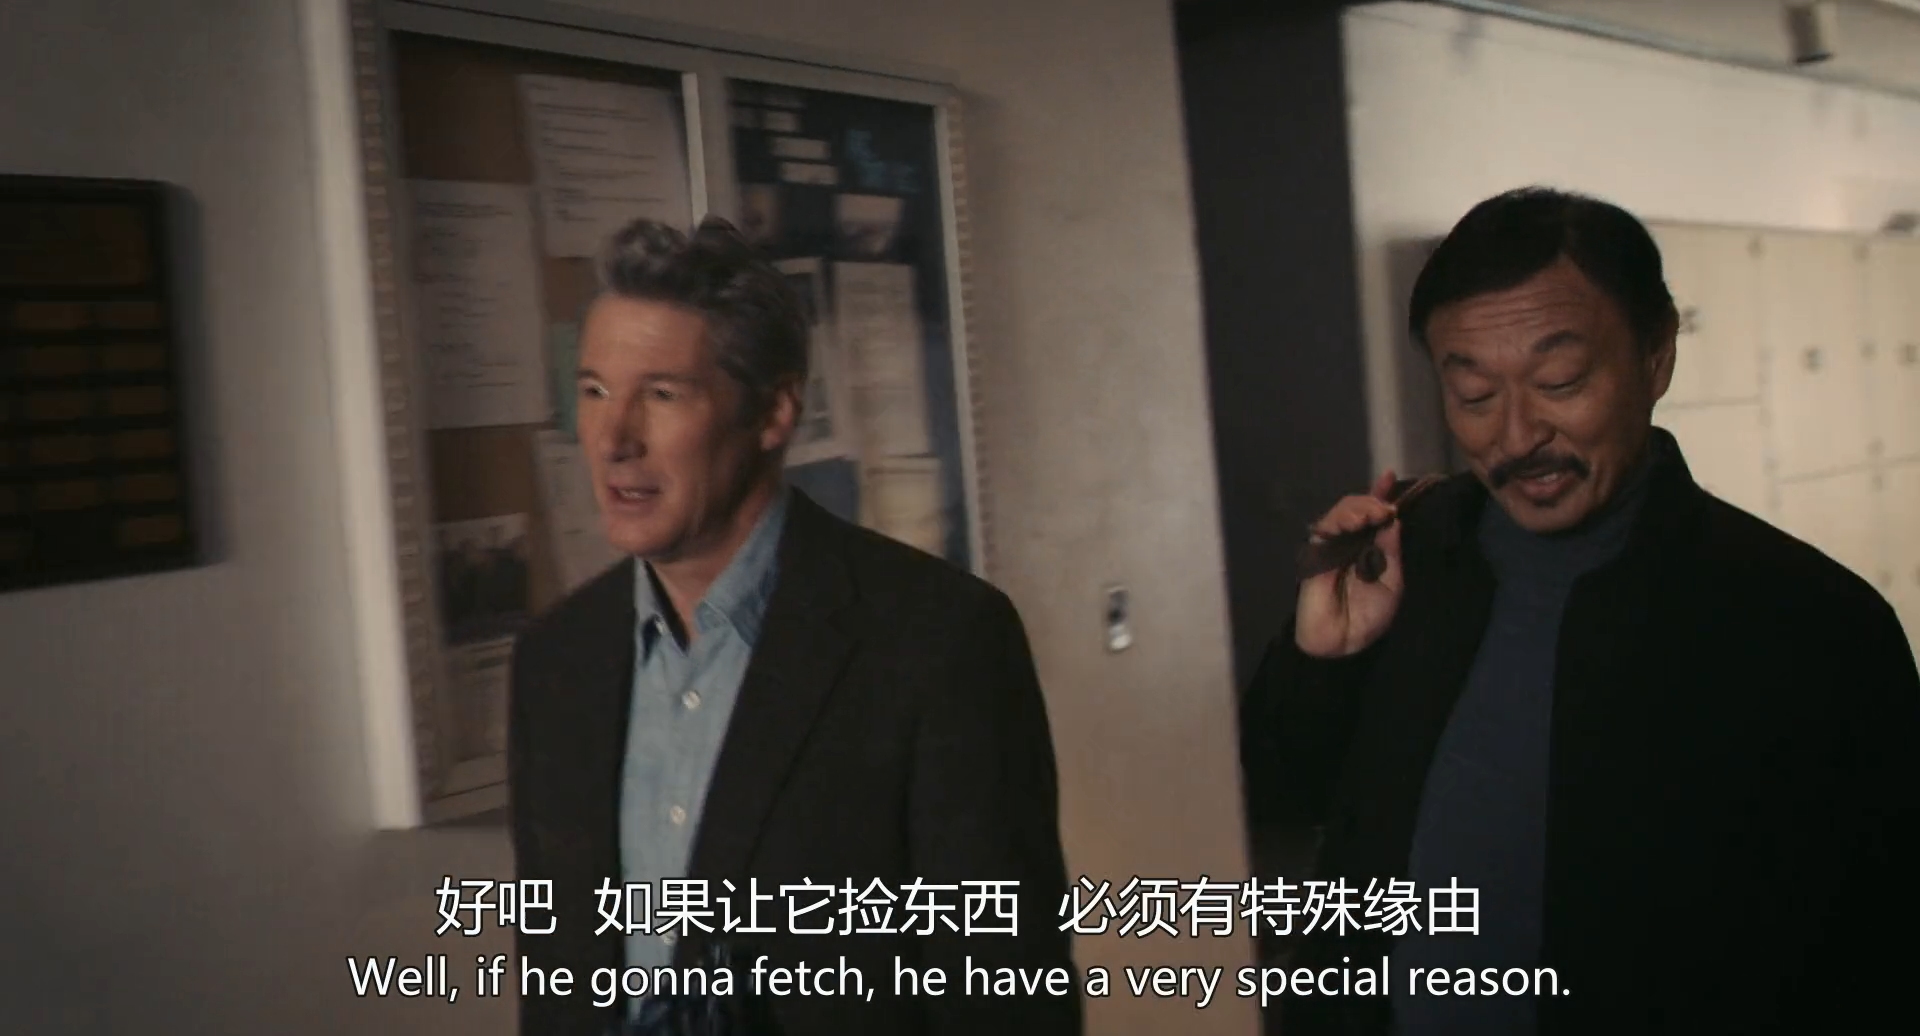 好吧 如果让它捡东西 必须有特殊缘由
Well, if he gonna fetch, he have a very special reason.